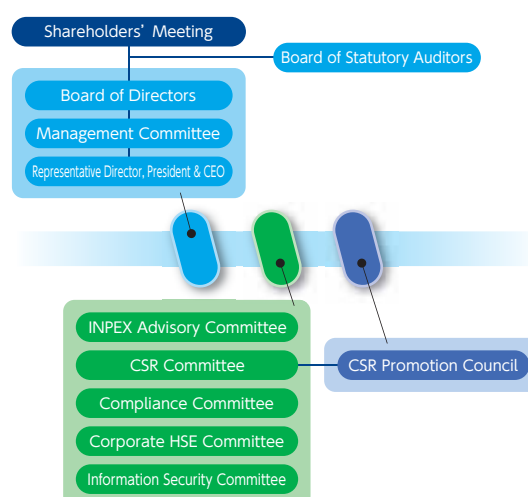 Shareholders' Meeting
Board of Statutory Auditors
Board of Directors
Management Committee
Representative Director, President & CEO
INPEX Advisory Committee
CSR Committee
CSR Promotion Council
Compliance Committee
Corporate HSE Committee
Information Security Committee